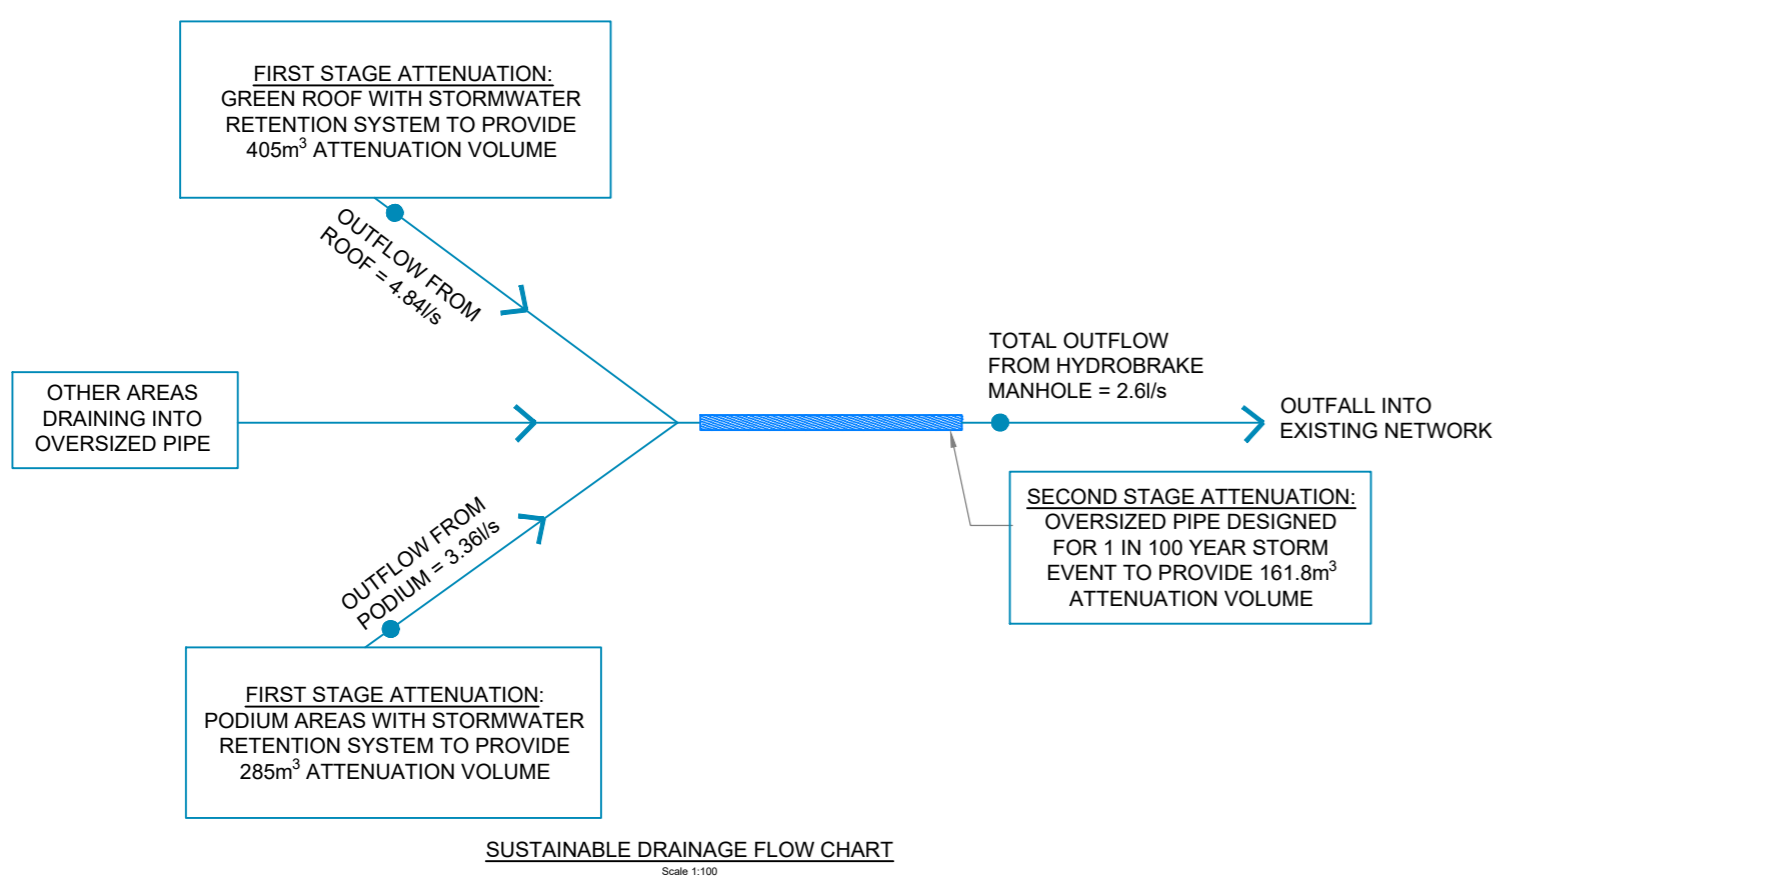 FIRST STAGE ATTENUATION:
GREEN ROOF WITH STORMWATER
RETENTION SYSTEM TO PROVIDE
405m³ ATTENUATION VOLUME
OUTFLOW FROM
ROOF = 4.84l/s
OTHER AREAS
DRAINING INTO
OVERSIZED PIPE
TOTAL OUTFLOW
FROM HYDROBRAKE
MANHOLE = 2.6l/s
OUTFALL INTO
EXISTING NETWORK
SECOND STAGE ATTENUATION:
OVERSIZED PIPE DESIGNED
FOR 1 IN 100 YEAR STORM
EVENT TO PROVIDE 161.8m³
ATTENUATION VOLUME
OUTFLOW FROM
PODIUM = 3.36l/s
FIRST STAGE ATTENUATION:
PODIUM AREAS WITH STORMWATER
RETENTION SYSTEM TO PROVIDE
285m³ ATTENUATION VOLUME
SUSTAINABLE DRAINAGE FLOW CHART
Scale 1:100